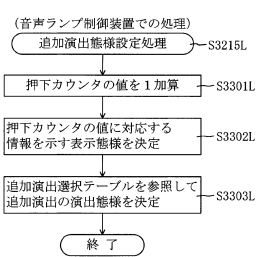 (音声ランプ制御装置での処理)
追加演出態様設定処理
S3215L
押下カウンタの値を1加算
S3301L
押下カウンタの値に対応する
情報を示す表示態様を決定
S3302L
追加演出選択テーブルを参照して
追加演出の演出態様を決定
S3303L
終了